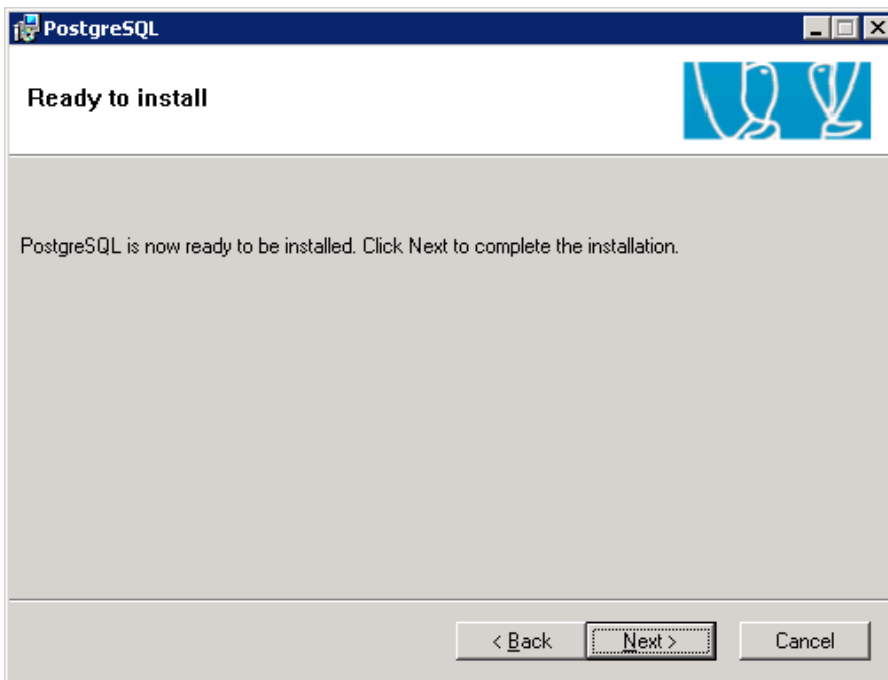 PostgreSQL
Ready to install
PostgreSQL is now ready to be installed. Click Next to complete the installation.
< Back
Next >
Cancel